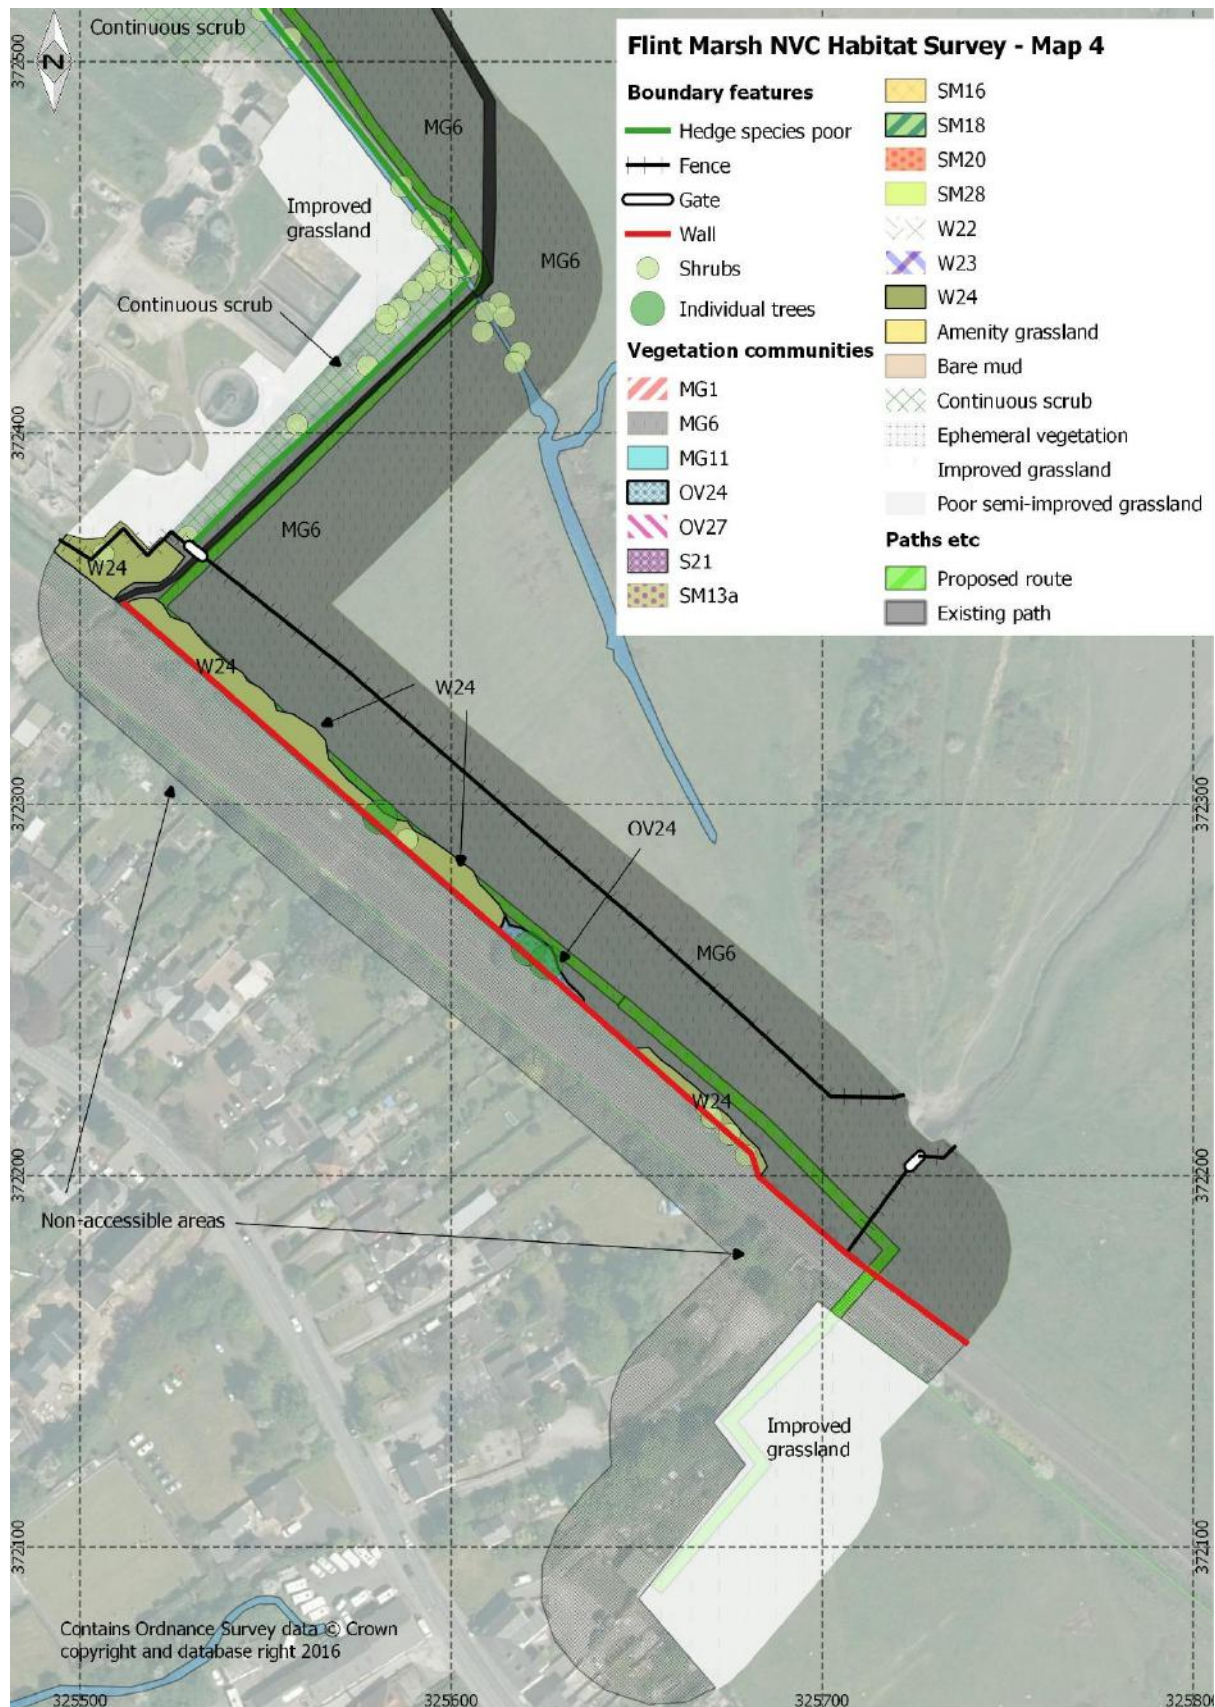 Continuous scrub
N
372500
MG6
Improved
grassland
MG6
Continuous scrub
372400
MG6
W24
W24
W24
372300
372300
OV24
MG6
W24
372200
372200
Non-accessible areas
Improved
grassland
372100
372100
Contains Ordnance Survey data © Crown
copyright and database right 2016
325500
325600
325700
325800
Flint Marsh NVC Habitat Survey - Map 4
Boundary features
Hedge species poor
Fence
Gate
Wall
Shrubs
Individual trees
Vegetation communities
MG1
MG6
MG11
OV24
OV27
S21
SM13a
SM16
SM18
SM20
SM28
W22
W23
W24
Amenity grassland
Bare mud
Continuous scrub
Ephemeral vegetation
Improved grassland
Poor semi-improved grassland
Paths etc
Proposed route
Existing path